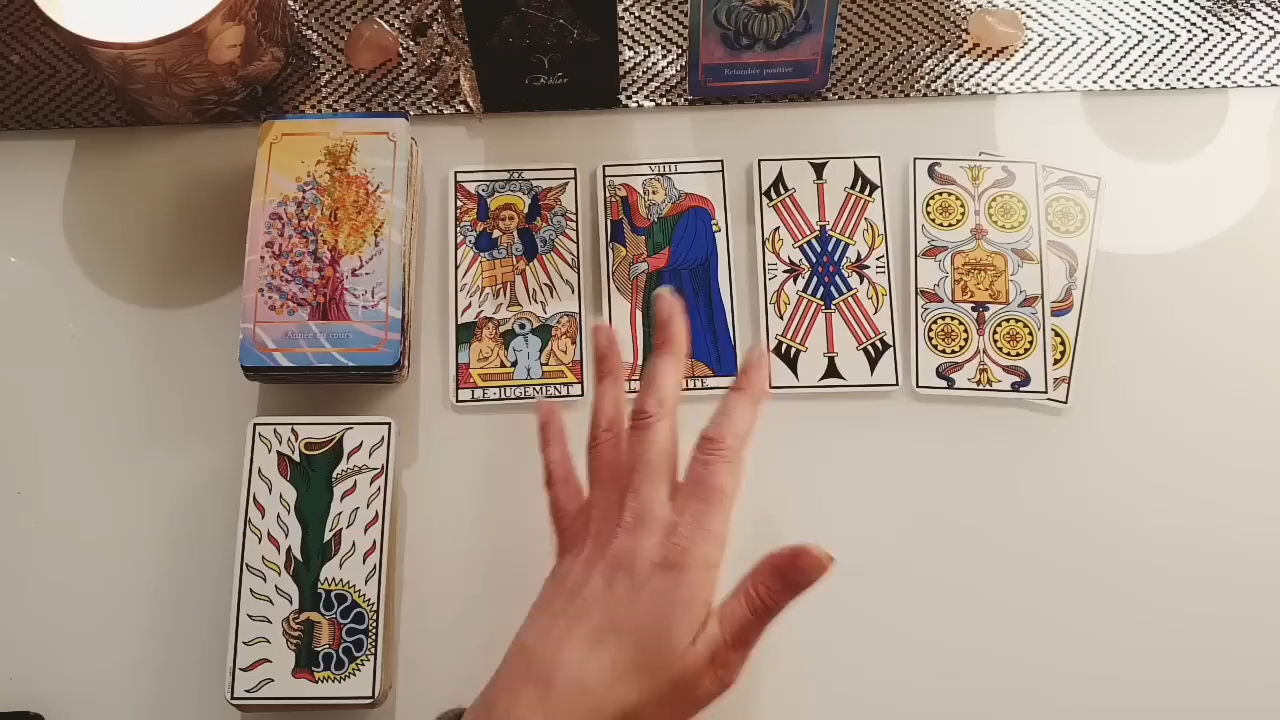 Bélier
Retombée positive
Année en cours
XX
LE·JUGEMENT
VIIII
VII
VII